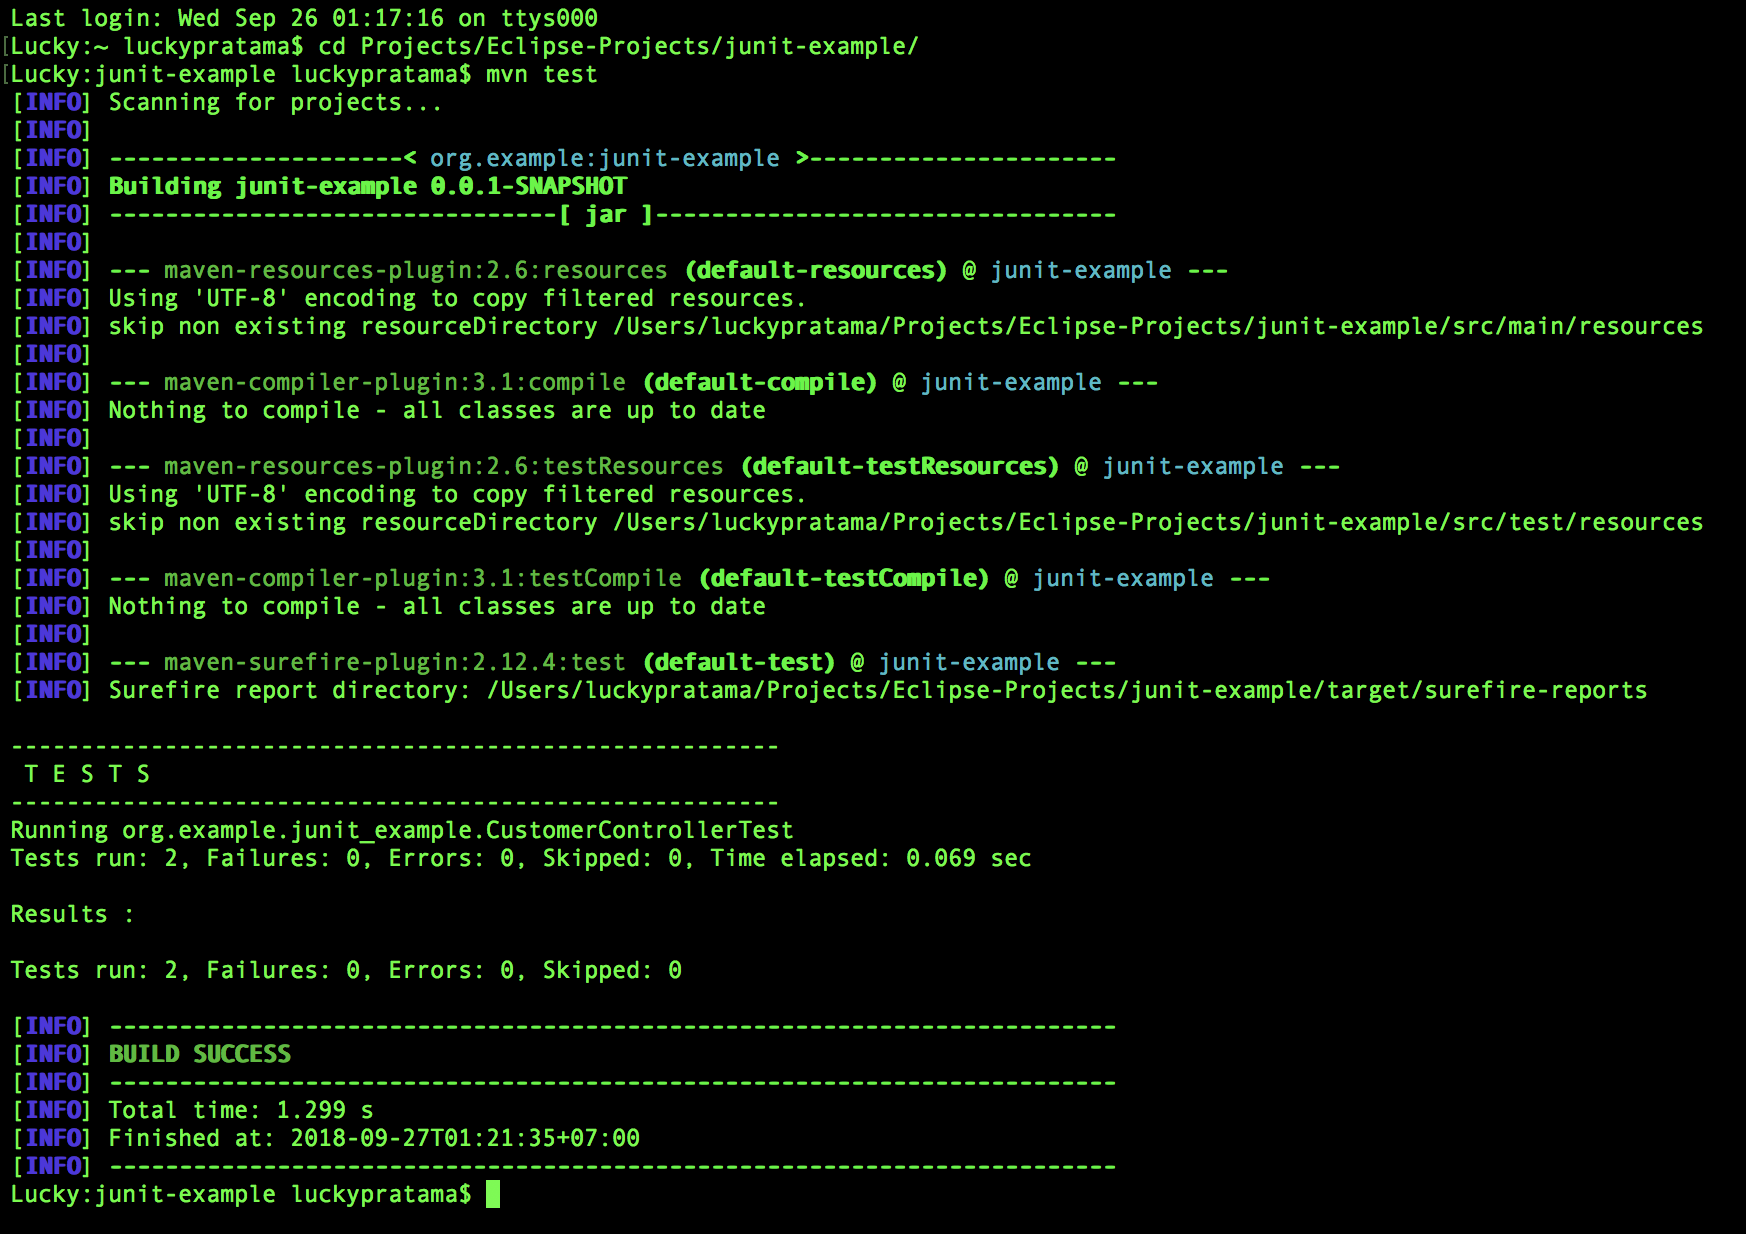 Last login: Wed Sep 26 01:17:16 on ttys000
[Lucky:~ luckypratama$ cd Projects/Eclipse-Projects/junit-example/
[Lucky:junit-example luckypratama$ mvn test
[INFO] Scanning for projects...
[INFO]
[INFO] ---------------------< org.example:junit-example >----------------------
[INFO] Building junit-example 0.0.1-SNAPSHOT
[INFO] --------------------------------[ jar ]---------------------------------
[INFO]
[INFO] --- maven-resources-plugin:2.6:resources (default-resources) @ junit-example ---
[INFO] Using 'UTF-8' encoding to copy filtered resources.
[INFO] skip non existing resourceDirectory /Users/luckypratama/Projects/Eclipse-Projects/junit-example/src/main/resources
[INFO]
[INFO] --- maven-compiler-plugin:3.1:compile (default-compile) @ junit-example ---
[INFO] Nothing to compile - all classes are up to date
[INFO]
[INFO] --- maven-resources-plugin:2.6:testResources (default-testResources) @ junit-example ---
[INFO] Using 'UTF-8' encoding to copy filtered resources.
[INFO] skip non existing resourceDirectory /Users/luckypratama/Projects/Eclipse-Projects/junit-example/src/test/resources
[INFO]
[INFO] --- maven-compiler-plugin:3.1:testCompile (default-testCompile) @ junit-example ---
[INFO] Nothing to compile - all classes are up to date
[INFO]
[INFO] --- maven-surefire-plugin:2.12.4:test (default-test) @ junit-example ---
[INFO] Surefire report directory: /Users/luckypratama/Projects/Eclipse-Projects/junit-example/target/surefire-reports
-------------------------------------------------------
T E S T S
-------------------------------------------------------
Running org.example.junit_example.CustomerControllerTest
Tests run: 2, Failures: 0, Errors: 0, Skipped: 0, Time elapsed: 0.069 sec
Results :
Tests run: 2, Failures: 0, Errors: 0, Skipped: 0
[INFO] ------------------------------------------------------------------------
[INFO] BUILD SUCCESS
[INFO] ------------------------------------------------------------------------
[INFO] Total time: 1.299 s
[INFO] Finished at: 2018-09-27T01:21:35+07:00
[INFO] ------------------------------------------------------------------------
Lucky:junit-example luckypratama$